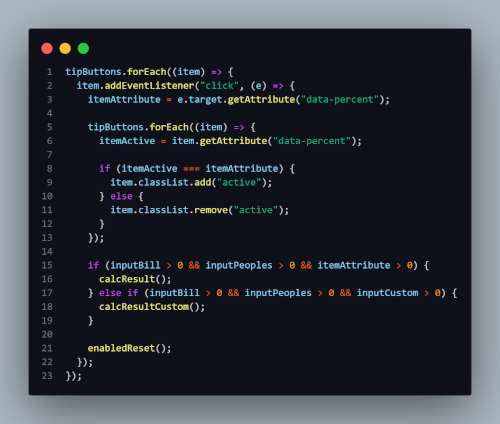 1 tipButtons.forEach((item) => {
2   item.addEventListener("click", (e) => {
3     itemAttribute = e.target.getAttribute("data-percent");
4
5     tipButtons.forEach((item) => {
6       itemActive = item.getAttribute("data-percent");
7
8       if (itemActive === itemAttribute) {
9         item.classList.add("active");
10       } else {
11         item.classList.remove("active");
12       }
13     });
14
15     if (inputBill > 0 && inputPeoples > 0 && itemAttribute > 0) {
16       calcResult();
17     } else if (inputBill > 0 && inputPeoples > 0 && inputCustom > 0) {
18       calcResultCustom();
19     }
20
21     enabledReset();
22   });
23 });